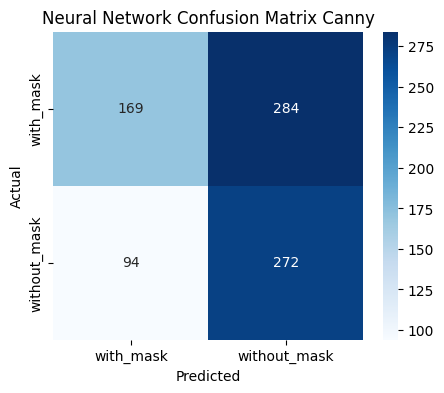 Neural Network Confusion Matrix Canny
with_mask
without_mask
Actual
169
284
94
272
with_mask
without_mask
Predicted
275
250
225
200
175
150
125
100